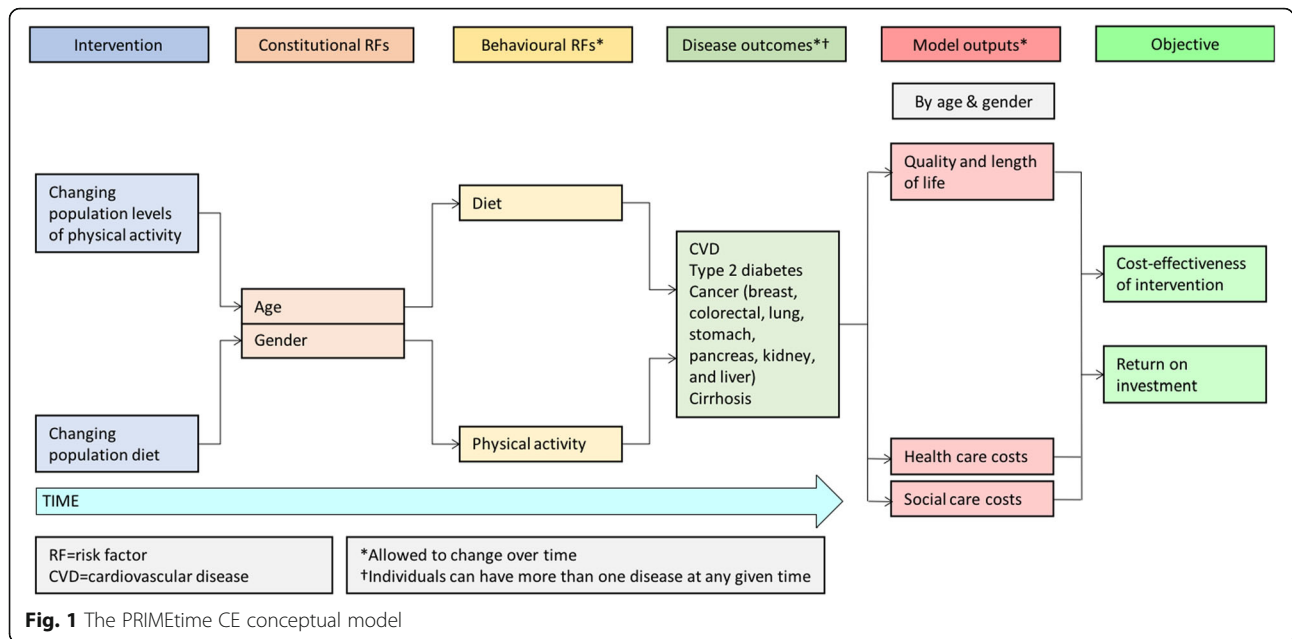 Intervention
Constitutional RFs
Behavioural RFs*
Disease outcomes*†
Model outputs*
Objective
By age & gender
Changing
population levels
of physical activity
Changing
population diet
Age
Gender
Diet
Physical activity
CVD
Type 2 diabetes
Cancer (breast,
colorectal, lung,
stomach,
pancreas, kidney,
and liver)
Cirrhosis
Quality and length
of life
Health care costs
Social care costs
Cost-effectiveness
of intervention
Return on
investment
TIME
RF=risk factor
CVD=cardiovascular disease
*Allowed to change over time
†Individuals can have more than one disease at any given time
Fig. 1 The PRIMEtime CE conceptual model